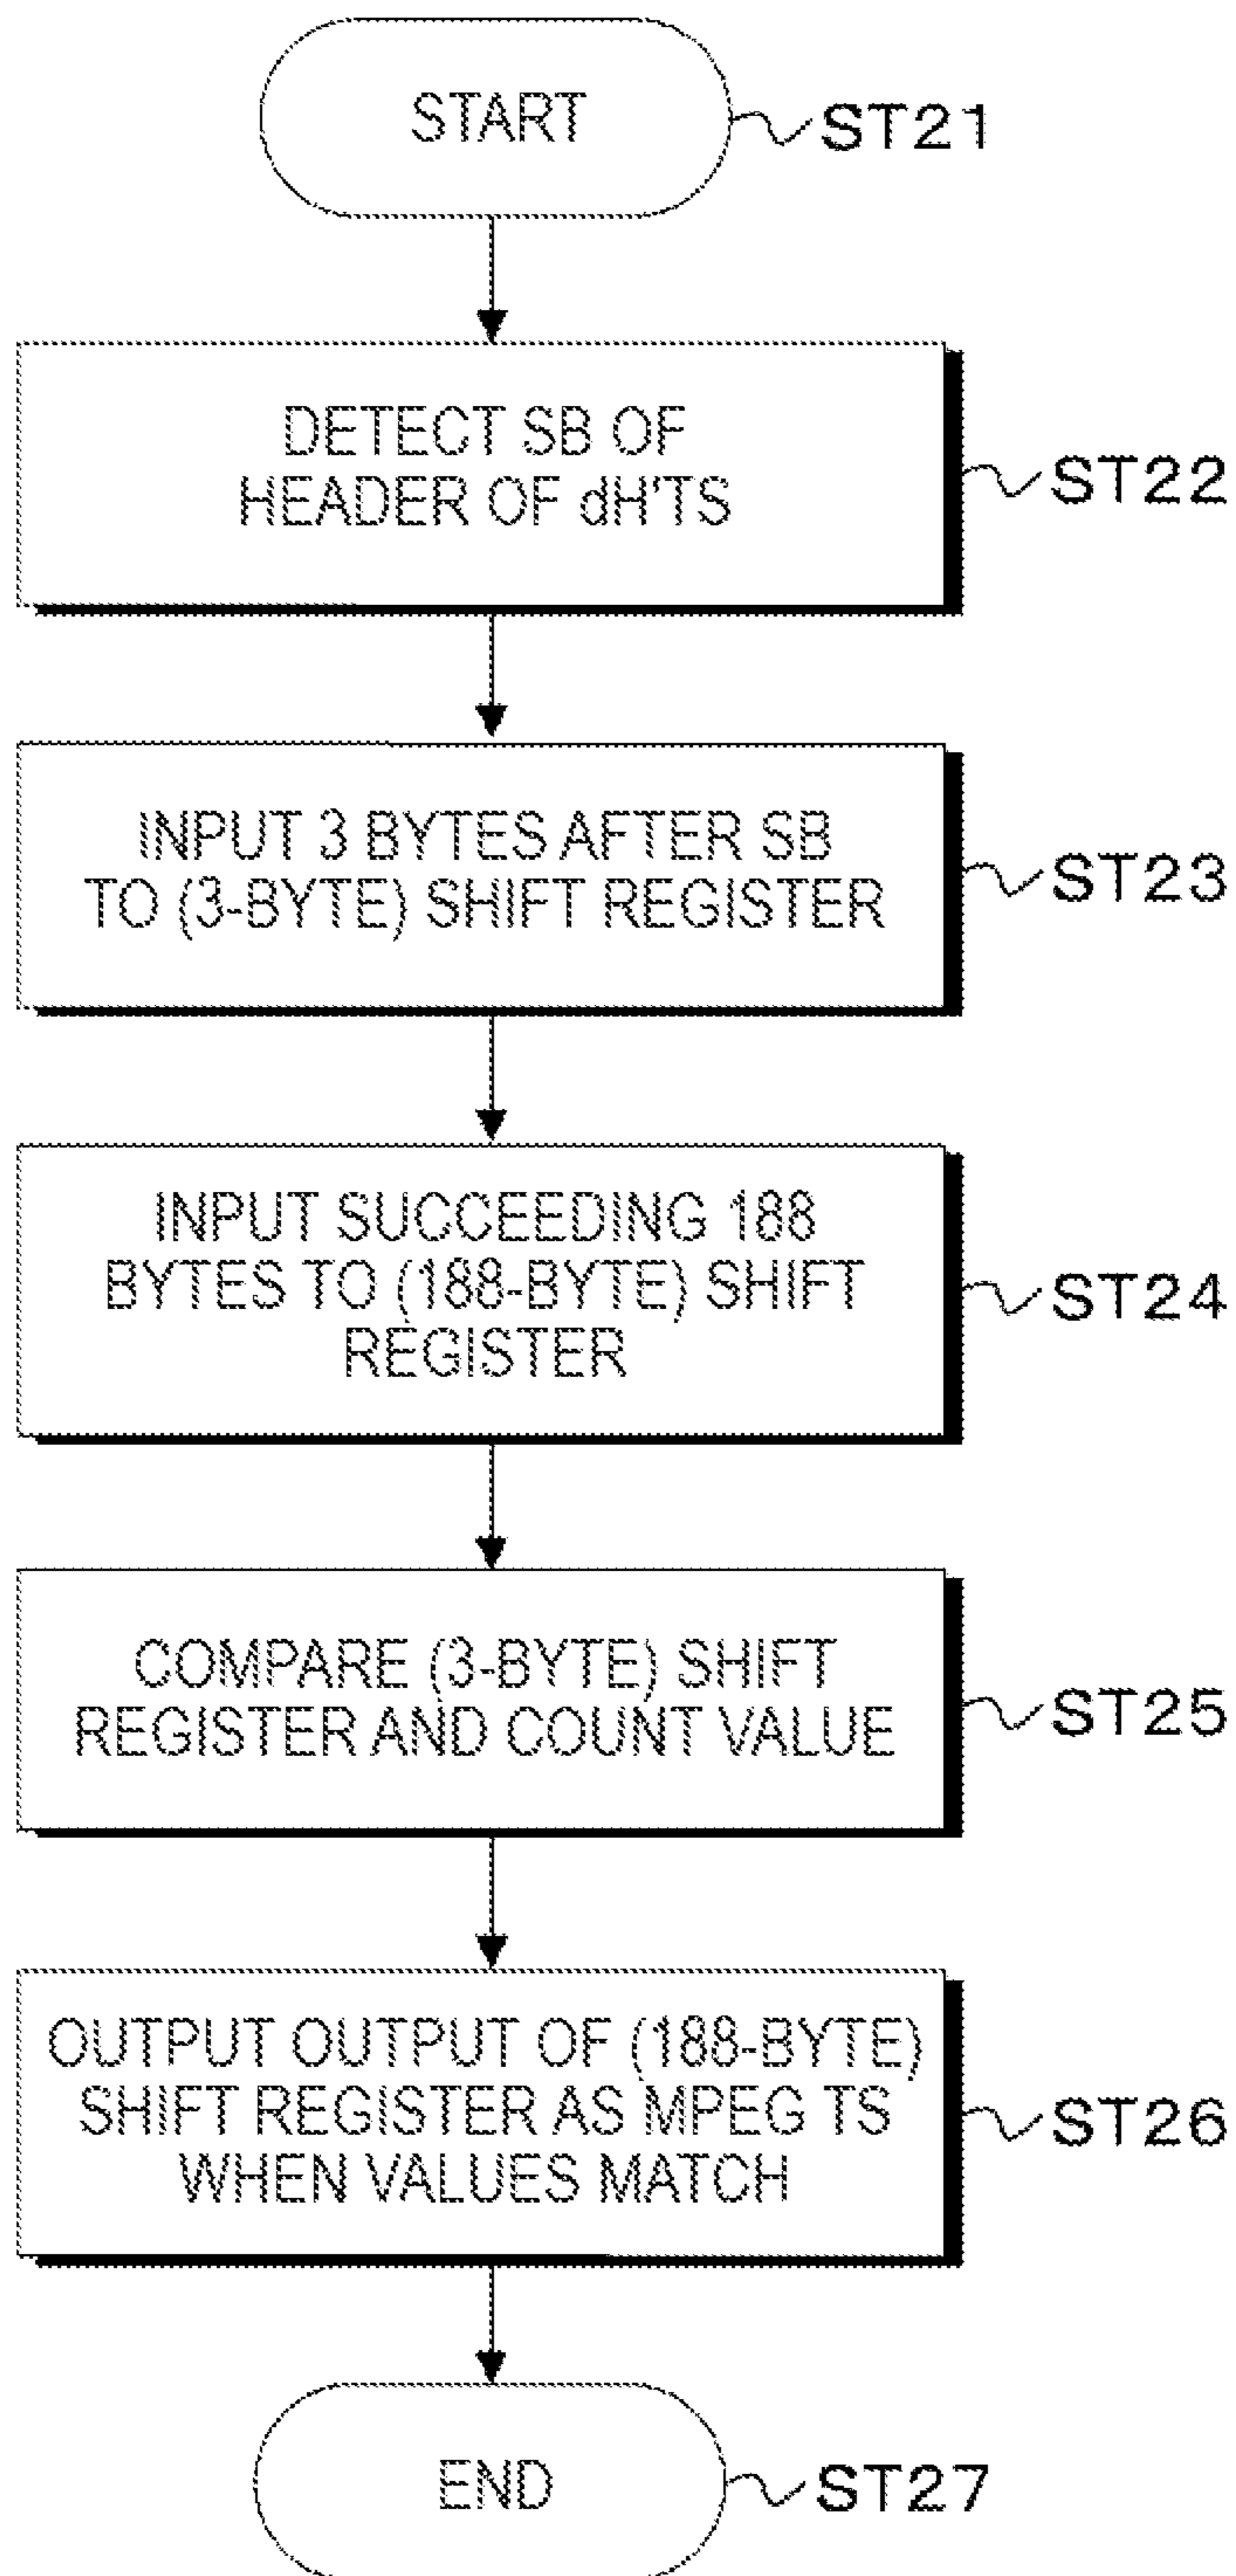 START
ST21
DETECT SB OF
HEADER OF dH'TS
ST22
INPUT 3 BYTES AFTER SB
TO (3-BYTE) SHIFT REGISTER
ST23
INPUT SUCCEEDING 188
BYTES TO (188-BYTE) SHIFT
REGISTER
ST24
COMPARE (3-BYTE) SHIFT
REGISTER AND COUNT VALUE
ST25
OUTPUT OUTPUT OF (188-BYTE)
SHIFT REGISTER AS MPEG TS
WHEN VALUES MATCH
ST26
END
ST27